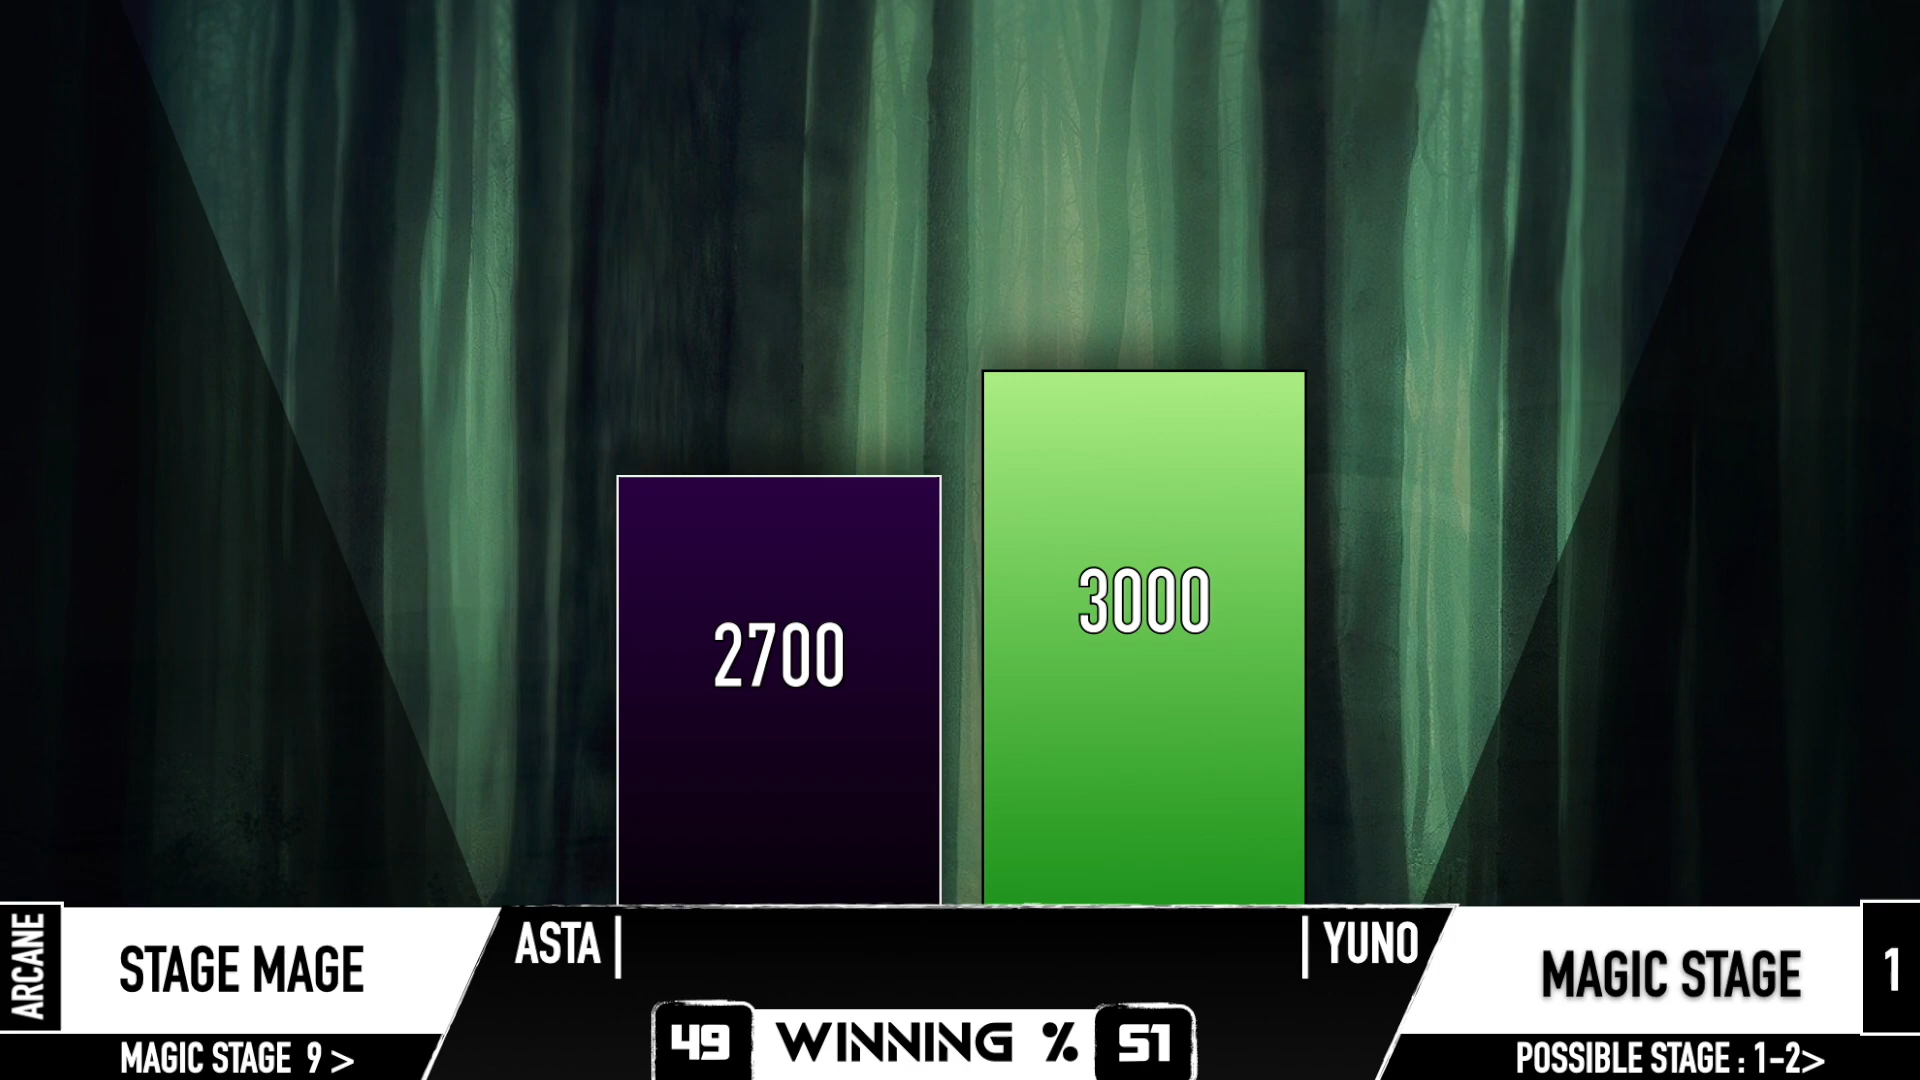 3000
2700
ARCANE
STAGE MAGE
MAGIC STAGE 9 >
ASTA
YUNO
49 WINNING % 51
MAGIC STAGE
1
POSSIBLE STAGE : 1-2>